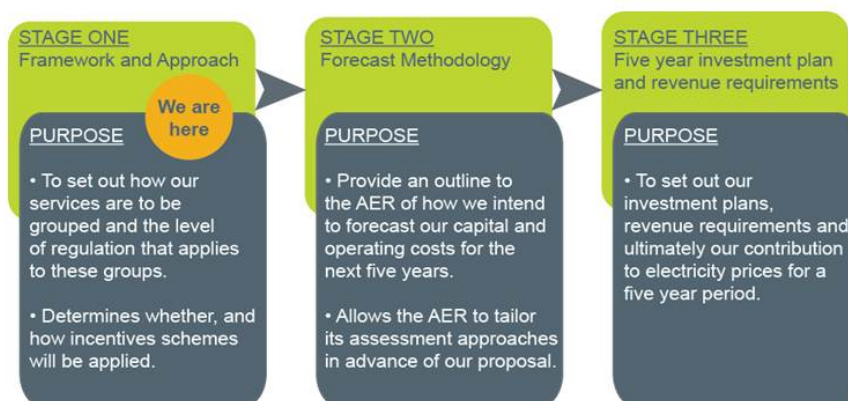 STAGE ONE
Framework and Approach
We are
here
PURPOSE
• To set out how our
services are to be
grouped and the level
of regulation that applies
to these groups.
• Determines whether, and
how incentives schemes
will be applied.
STAGE TWO
Forecast Methodology
PURPOSE
• Provide an outline to
the AER of how we intend
to forecast our capital and
operating costs for the
next five years.
• Allows the AER to tailor
its assessment approaches
in advance of our proposal.
STAGE THREE
Five year investment plan
and revenue requirements
PURPOSE
• To set out our
investment plans,
revenue requirements and
ultimately our contribution
to electricity prices for a
five year period.